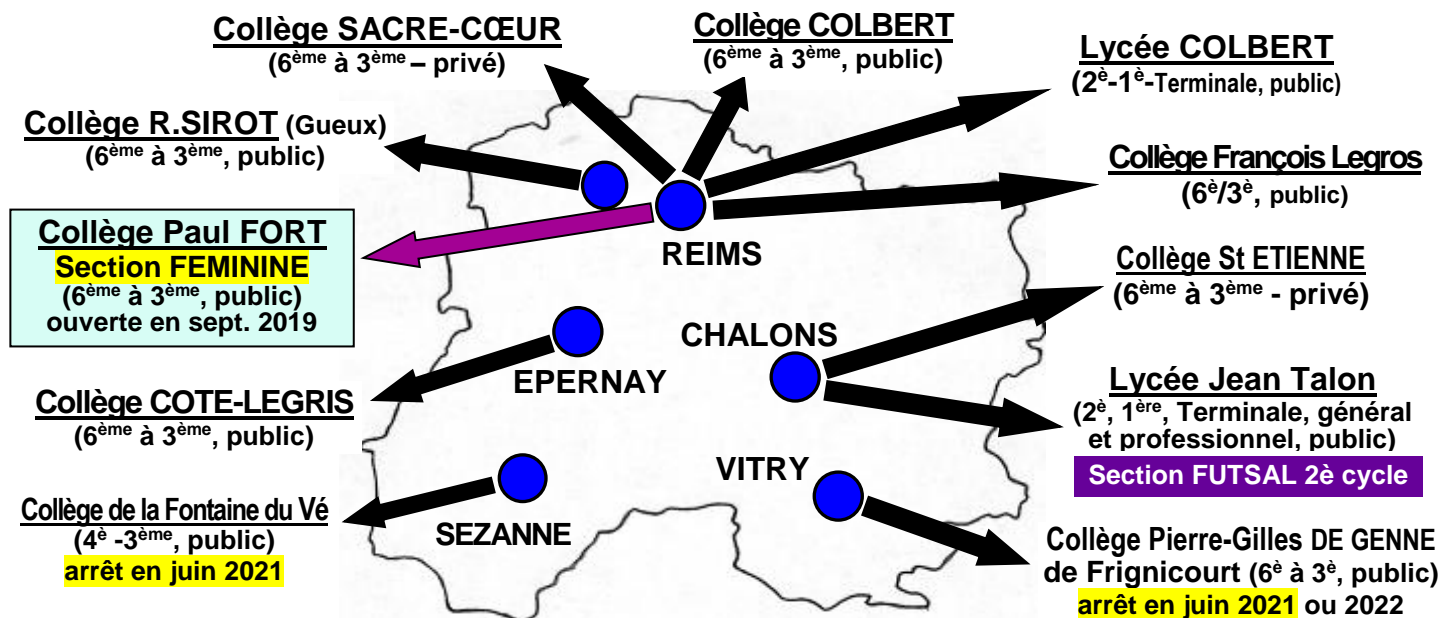 Collège SACRE-CŒUR
(6ème à 3ème – privé)
Collège COLBERT
(6ème à 3ème, public)
Lycée COLBERT
(2è-1è-Terminale, public)
Collège R.SIROT (Gueux)
(6ème à 3ème, public)
Collège François Legros
(6è/3è, public)
Collège Paul FORT
Section FEMININE
(6ème à 3ème, public)
ouverte en sept. 2019
REIMS
Collège St ETIENNE
(6ème à 3ème - privé)
CHALONS
EPERNAY
Collège COTE-LEGRIS
(6ème à 3ème, public)
Lycée Jean Talon
(2è, 1ère, Terminale, général
et professionnel, public)
Section FUTSAL 2è cycle
VITRY
SEZANNE
Collège de la Fontaine du Vé
(4è -3ème, public)
arrêt en juin 2021
Collège Pierre-Gilles DE GENNE
de Frignicourt (6è à 3è, public)
arrêt en juin 2021 ou 2022